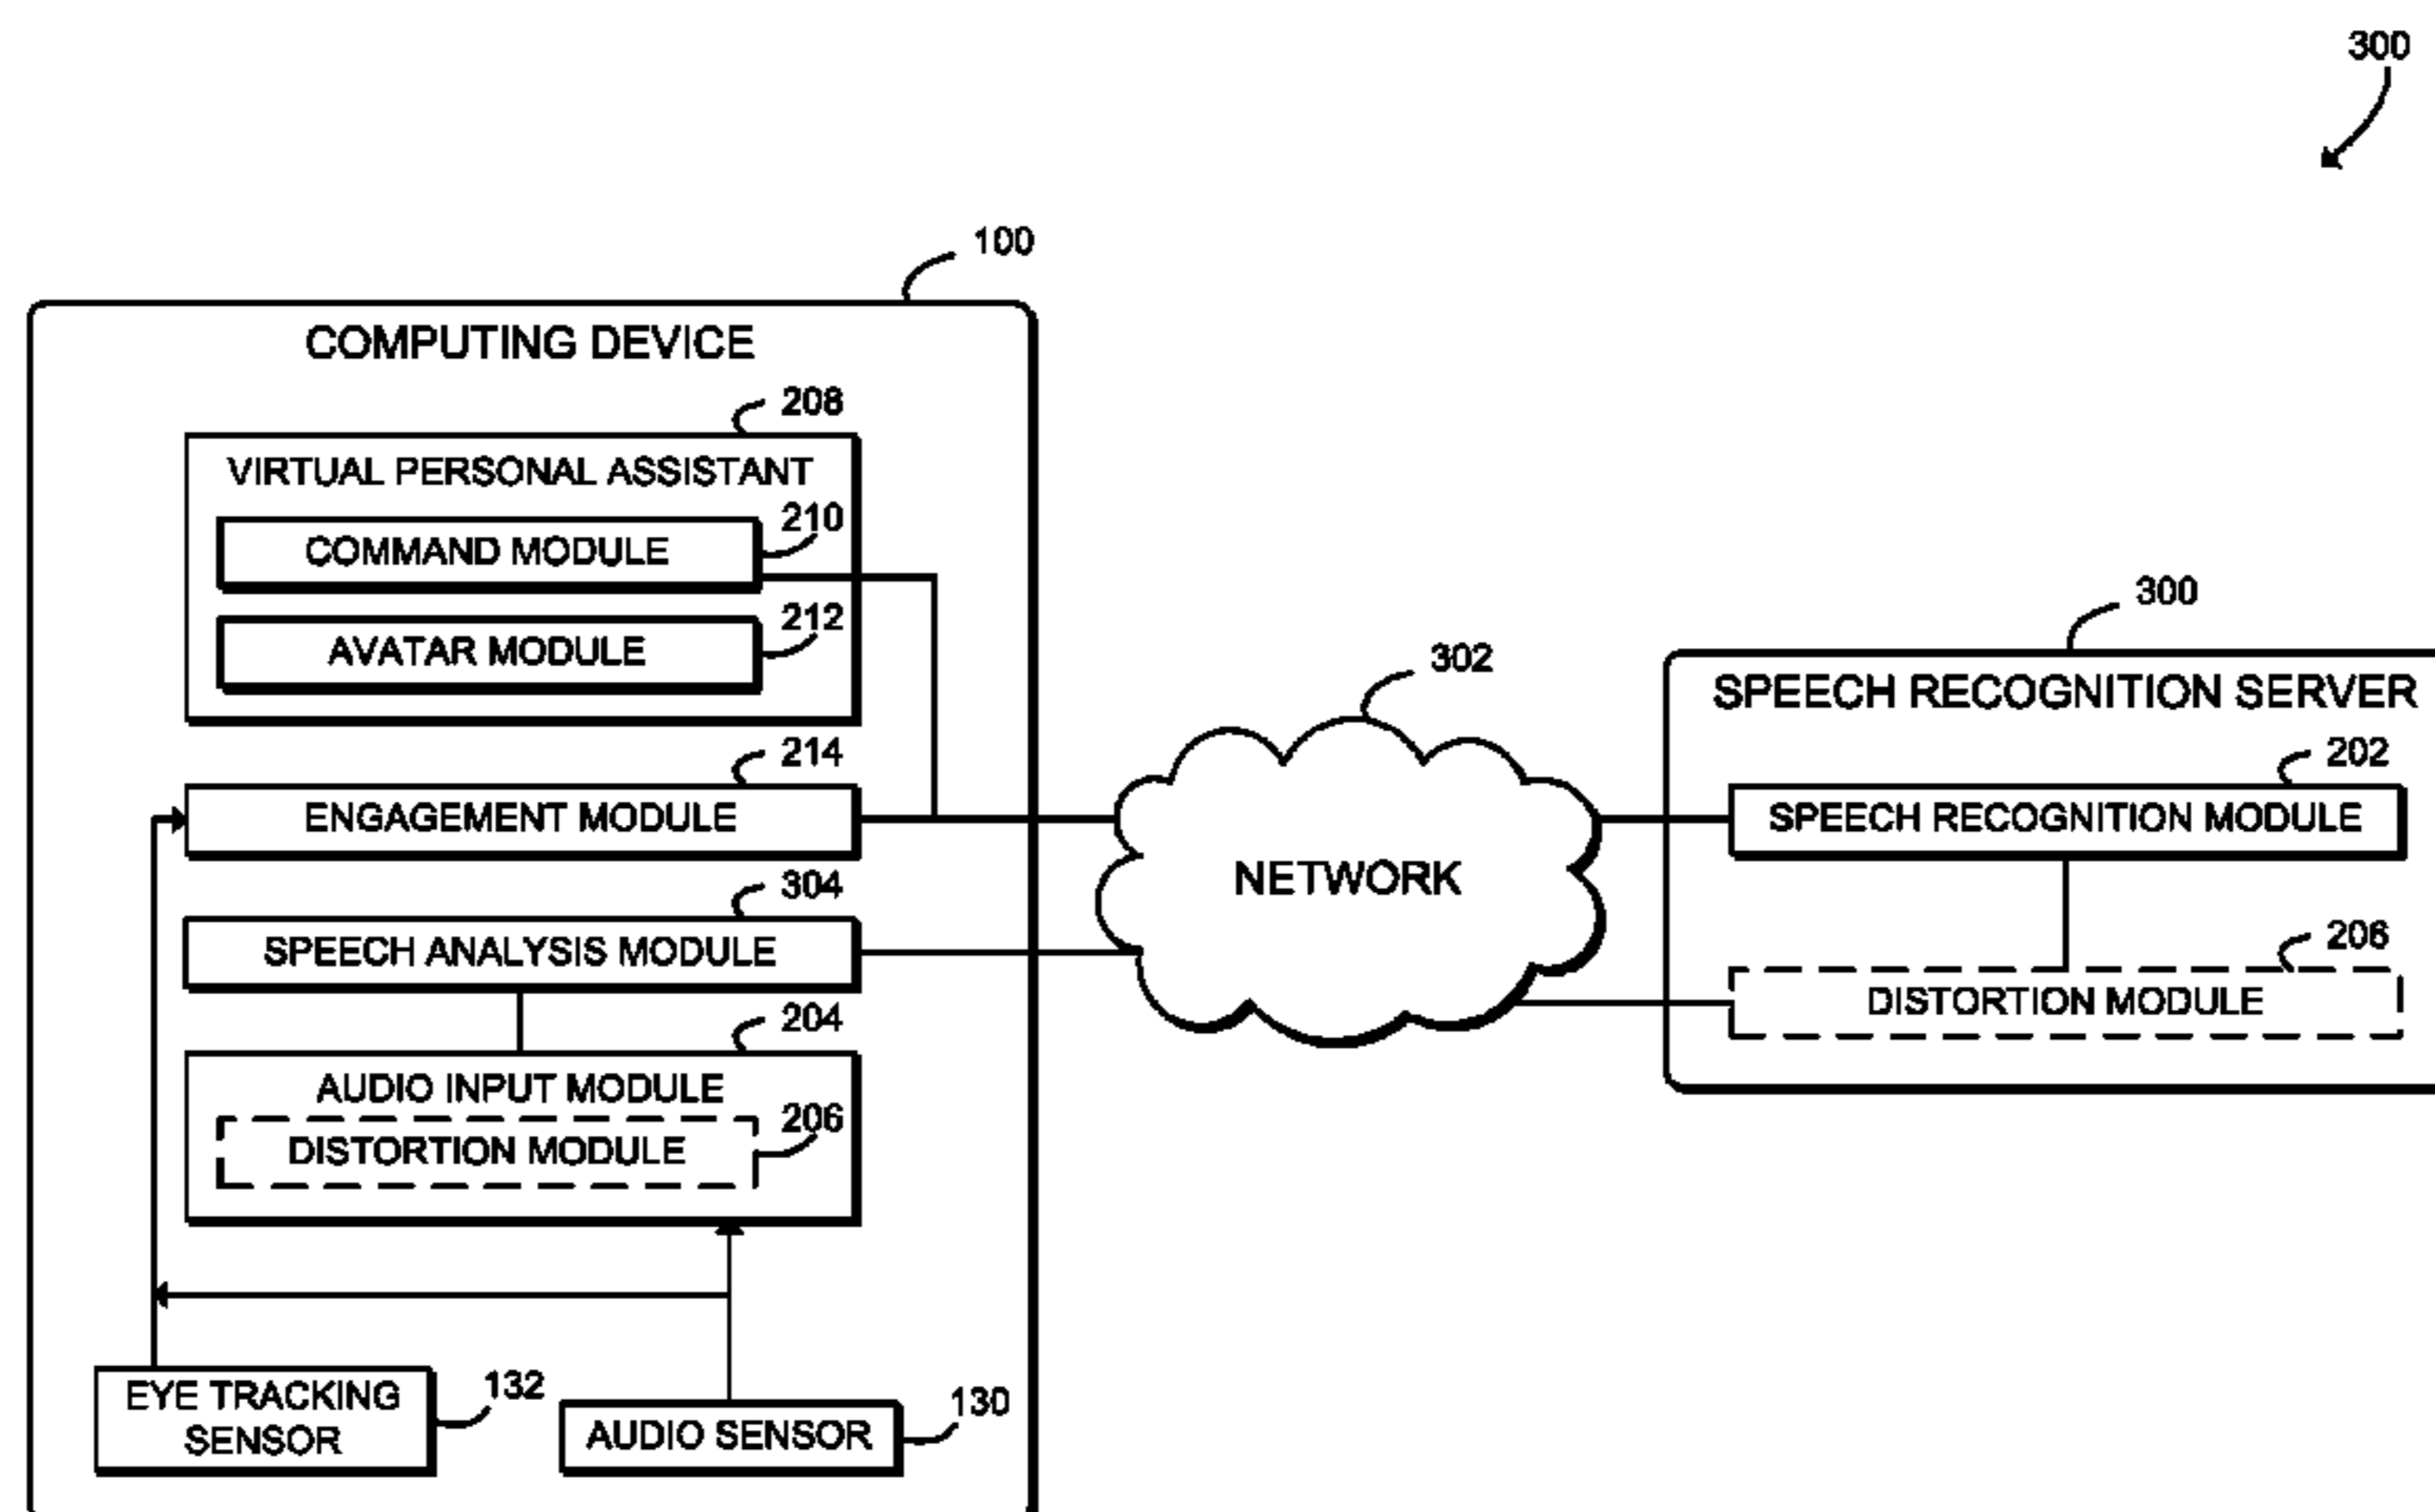 300
100
COMPUTING DEVICE
208
VIRTUAL PERSONAL ASSISTANT
210
COMMAND MODULE
212
AVATAR MODULE
214
ENGAGEMENT MODULE
304
SPEECH ANALYSIS MODULE
204
AUDIO INPUT MODULE
206
DISTORTION MODULE
132
EYE TRACKING
SENSOR
130
AUDIO SENSOR
302
NETWORK
300
SPEECH RECOGNITION SERVER
202
SPEECH RECOGNITION MODULE
206
DISTORTION MODULE